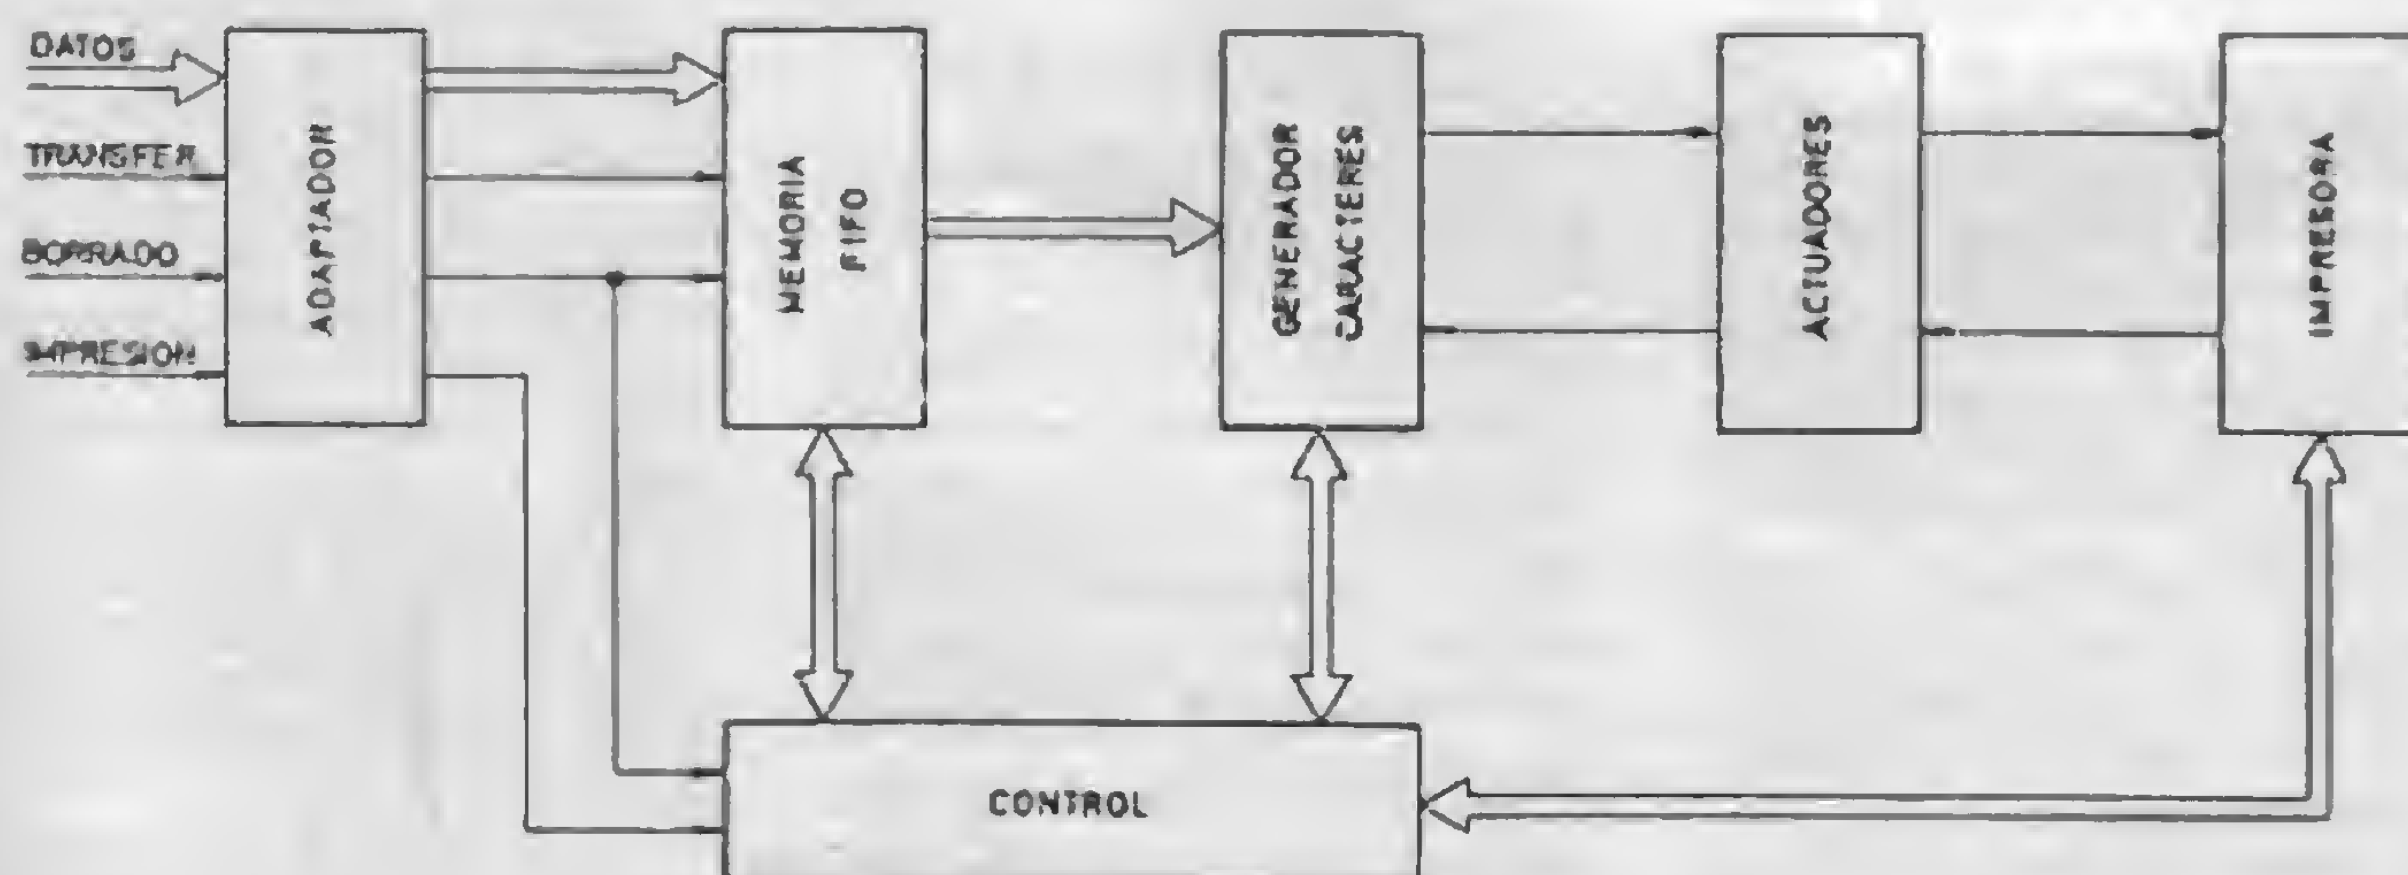 DATOS
TRANSFER
BORRADO
IMPRESION
ADAPTADOR
MEMORIA
FIFO
GENERADOR
CARACTERES
ACTUADORES
IMPRESORA
CONTROL